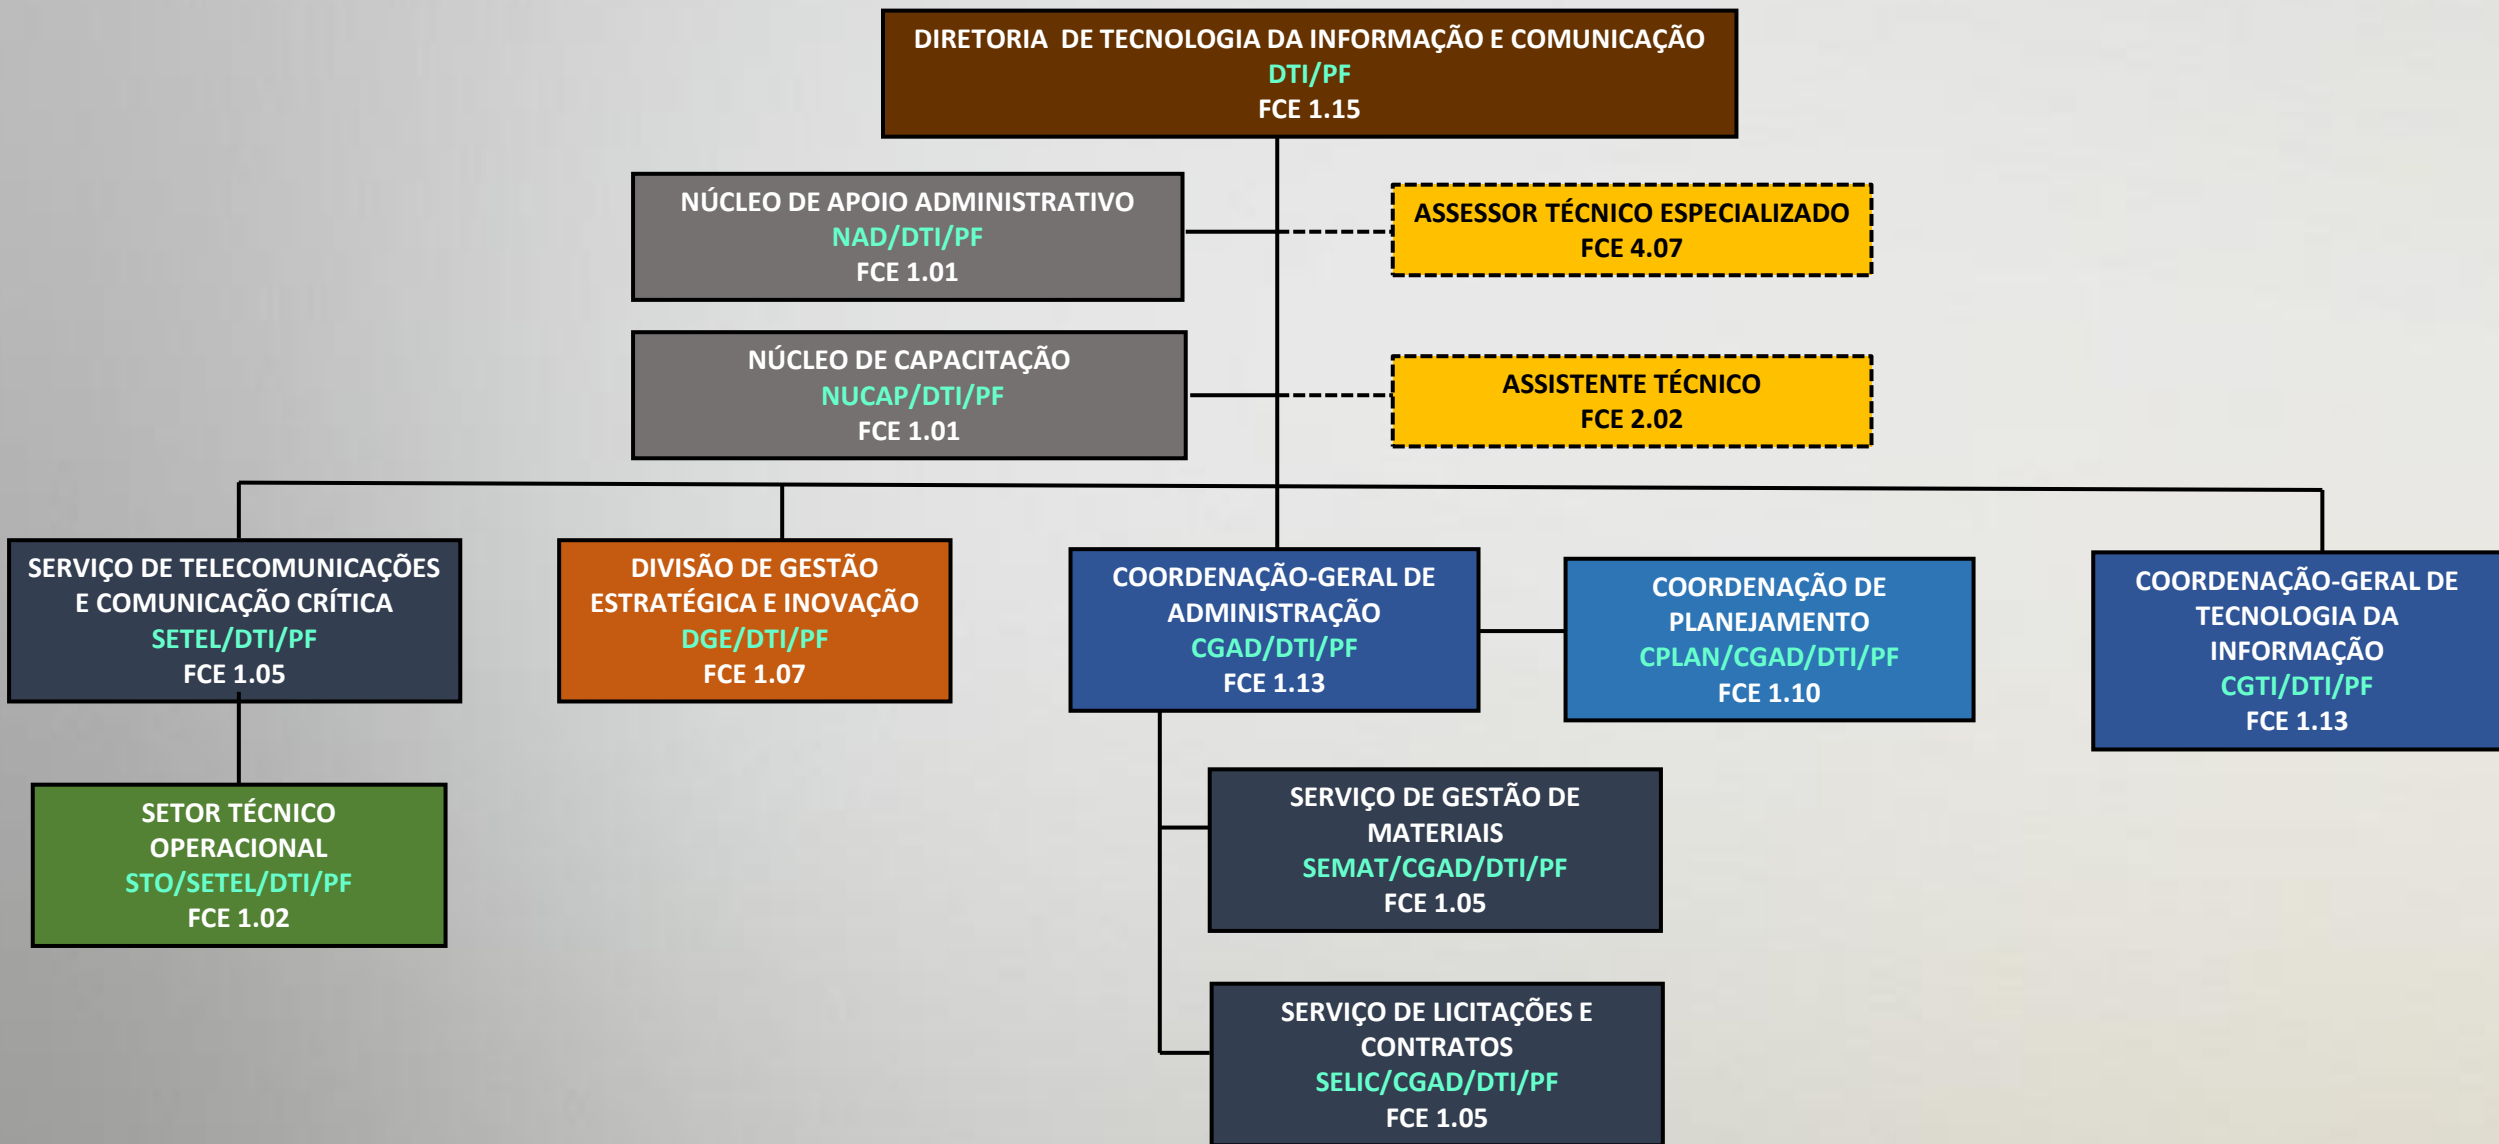 DIRETORIA DE TECNOLOGIA DA INFORMAÇÃO E COMUNICAÇÃO
DTI/PF
FCE 1.15
NÚCLEO DE APOIO ADMINISTRATIVO
NAD/DTI/PF
FCE 1.01
ASSESSOR TÉCNICO ESPECIALIZADO
FCE 4.07
NÚCLEO DE CAPACITAÇÃO
NUCAP/DTI/PF
FCE 1.01
ASSISTENTE TÉCNICO
FCE 2.02
SERVIÇO DE TELECOMUNICAÇÕES
E COMUNICAÇÃO CRÍTICA
SETEL/DTI/PF
FCE 1.05
DIVISÃO DE GESTÃO
ESTRATÉGICA E INOVAÇÃO
DGE/DTI/PF
FCE 1.07
COORDENAÇÃO-GERAL DE
ADMINISTRAÇÃO
CGAD/DTI/PF
FCE 1.13
COORDENAÇÃO DE
PLANEJAMENTO
CPLAN/CGAD/DTI/PF
FCE 1.10
COORDENAÇÃO-GERAL DE
TECNOLOGIA DA
INFORMAÇÃO
CGTI/DTI/PF
FCE 1.13
SETOR TÉCNICO
OPERACIONAL
STO/SETEL/DTI/PF
FCE 1.02
SERVIÇO DE GESTÃO DE
MATERIAIS
SEMAT/CGAD/DTI/PF
FCE 1.05
SERVIÇO DE LICITAÇÕES E
CONTRATOS
SELIC/CGAD/DTI/PF
FCE 1.05